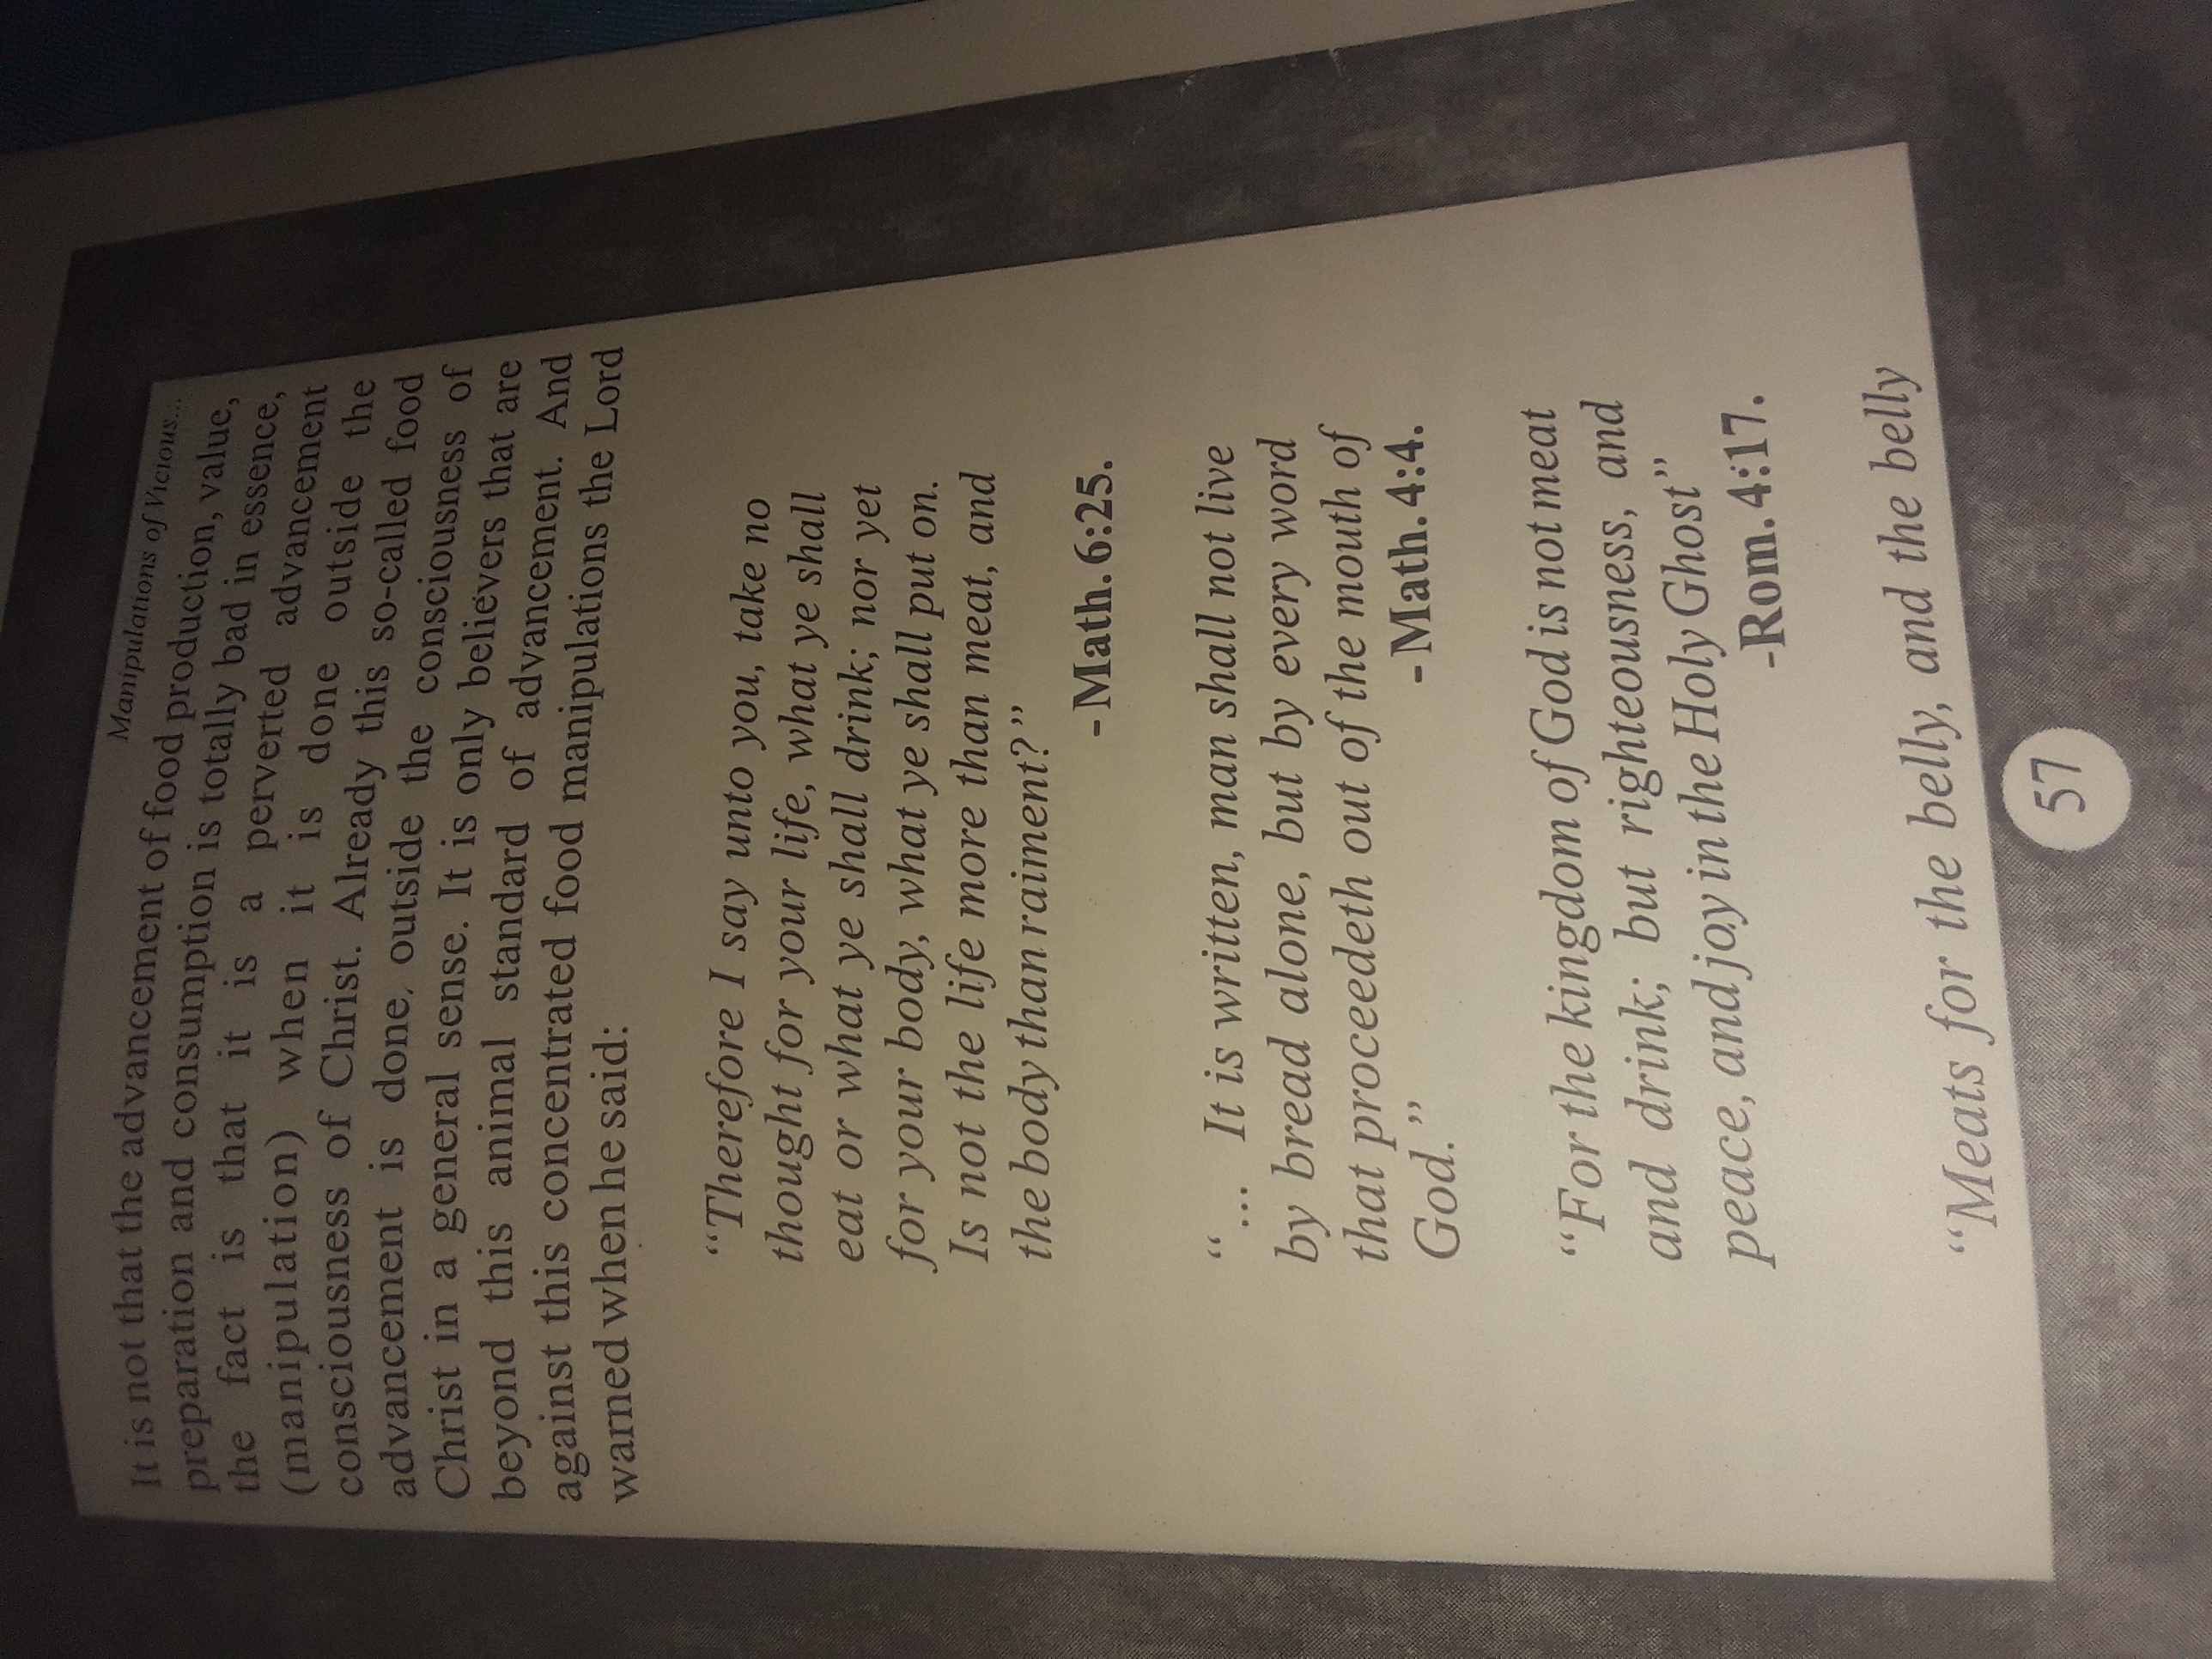 Manipulations of Vicious...
It is not that the advancement of food production, value,
preparation and consumption is totally bad in essence,
the fact is that it is a perverted advancement
(manipulation) when it is done outside the
consciousness of Christ. Already this so-called food
advancement is done, outside the consciousness of
Christ in a general sense. It is only believers that are
beyond this animal standard of advancement. And
against this concentrated food manipulations the Lord
warned when he said:
“Therefore I say unto you, take no
thought for your life, what ye shall
eat or what ye shall drink; nor yet
for your body, what ye shall put on.
Is not the life more than meat, and
the body than raiment?”
- Math. 6:25.
“... It is written, man shall not live
by bread alone, but by every word
that proceedeth out of the mouth of
God.” - Math. 4:4.
“For the kingdom of God is not meat
and drink; but righteousness, and
peace, and joy in the Holy Ghost”
-Rom. 4:17.
“Meats for the belly, and the belly
57